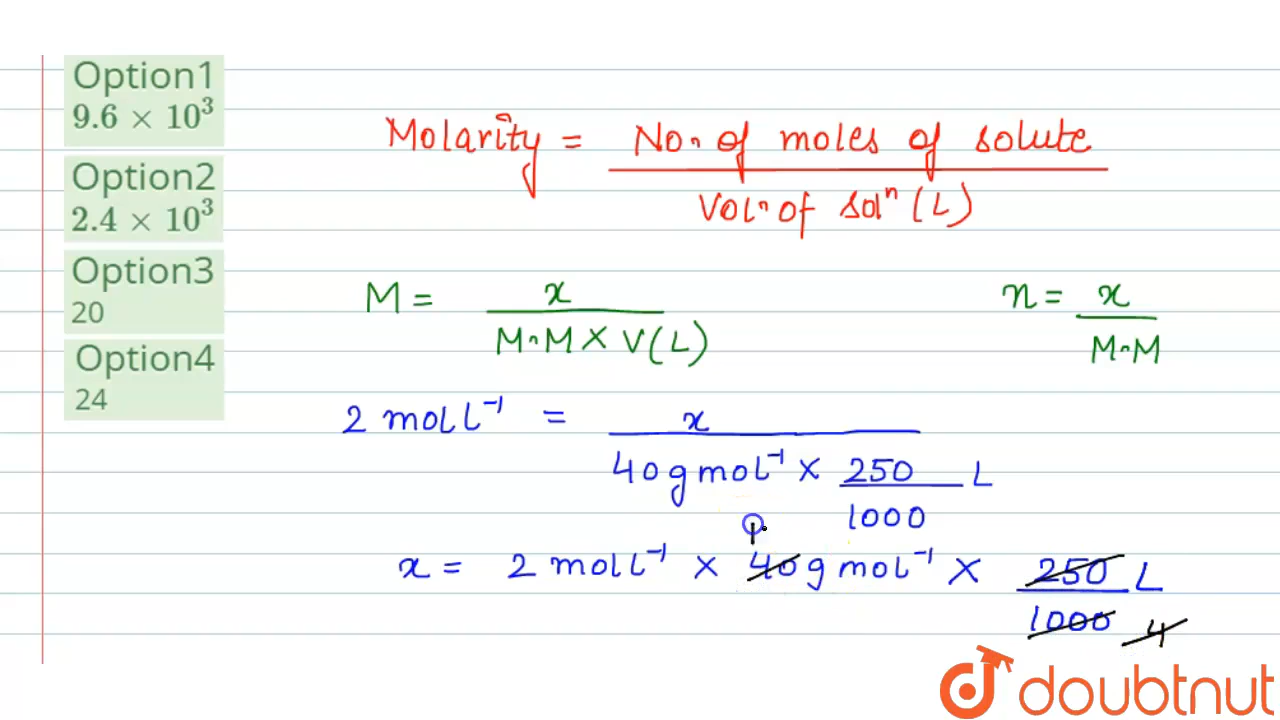 Option1
9.6 × 10³
Option2
2.4 × 10³
Option3
20
Option4
24
Molarity = No. of moles of solute
Vol. of solⁿ (L)
M = x
M.M × V(L)
n = x
M.M
2 mol L⁻¹ = x
40 g mol⁻¹ × 250 L
1000
1
x = 2 mol L⁻¹ × 40 g mol⁻¹ × 250 L
1000 4
doubtnut